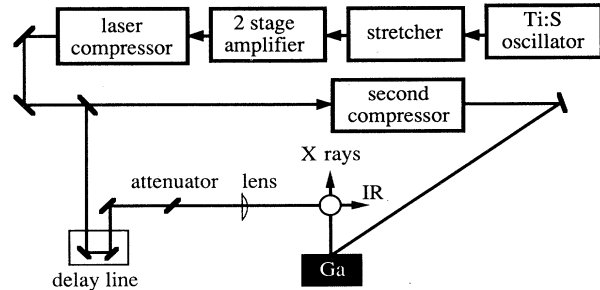 laser
compressor
2 stage
amplifier
stretcher
Ti:S
oscillator
second
compressor
X rays
attenuator
lens
IR
Ga
delay line